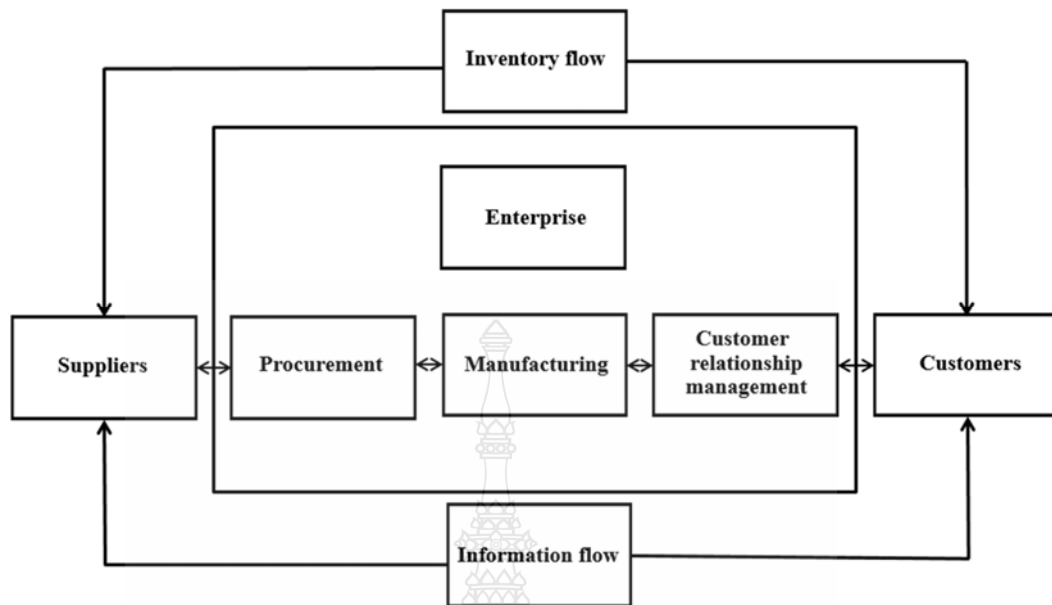 Inventory flow
Enterprise
Suppliers
Procurement
Manufacturing
Customer
relationship
management
Customers
Information flow